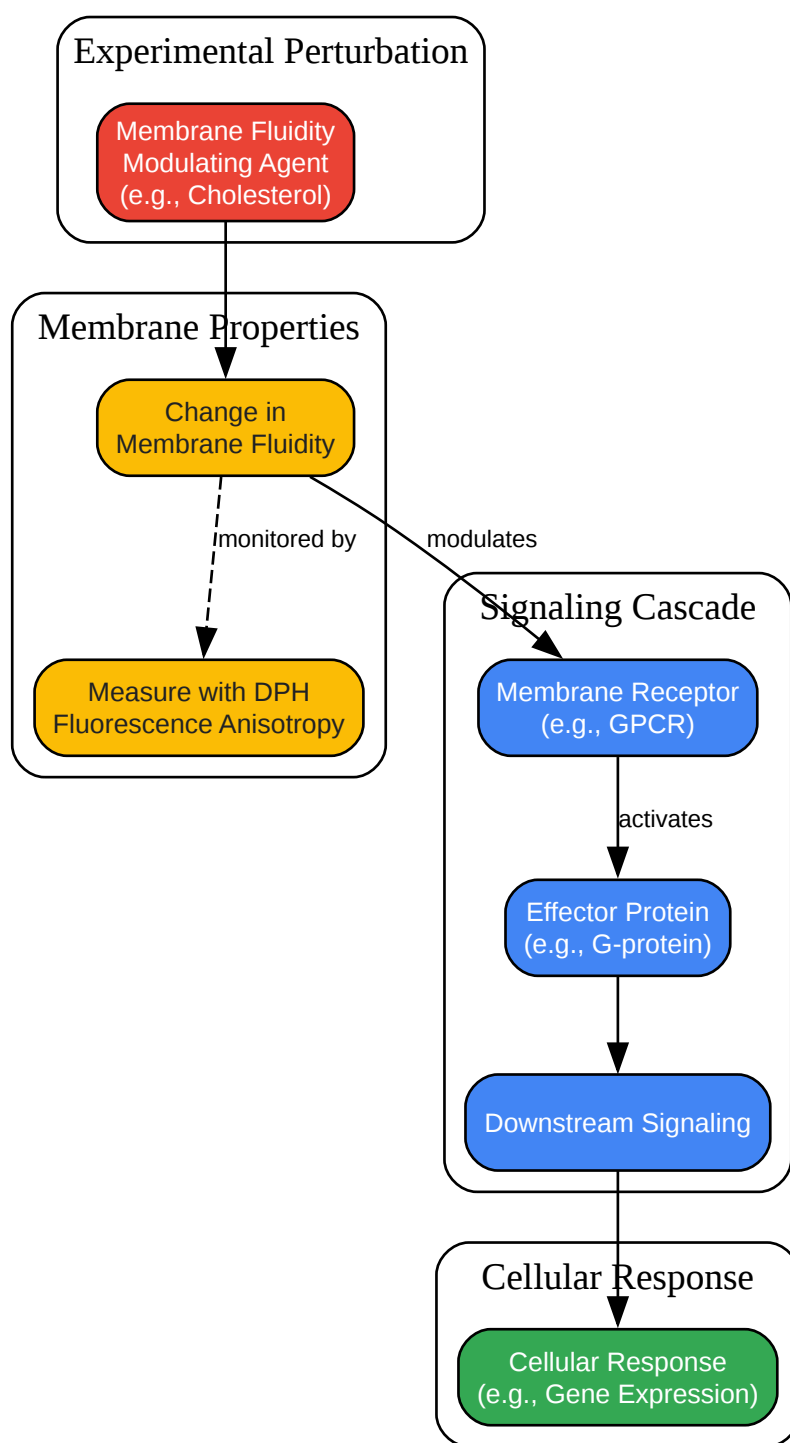 Experimental Perturbation
Membrane Fluidity
Modulating Agent
(e.g., Cholesterol)
Membrane Properties
Change in
Membrane Fluidity
monitored by
modulates
Measure with DPH
Fluorescence Anisotropy
Signaling Cascade
Membrane Receptor
(e.g., GPCR)
activates
Effector Protein
(e.g., G-protein)
Downstream Signaling
Cellular Response
Cellular Response
(e.g., Gene Expression)